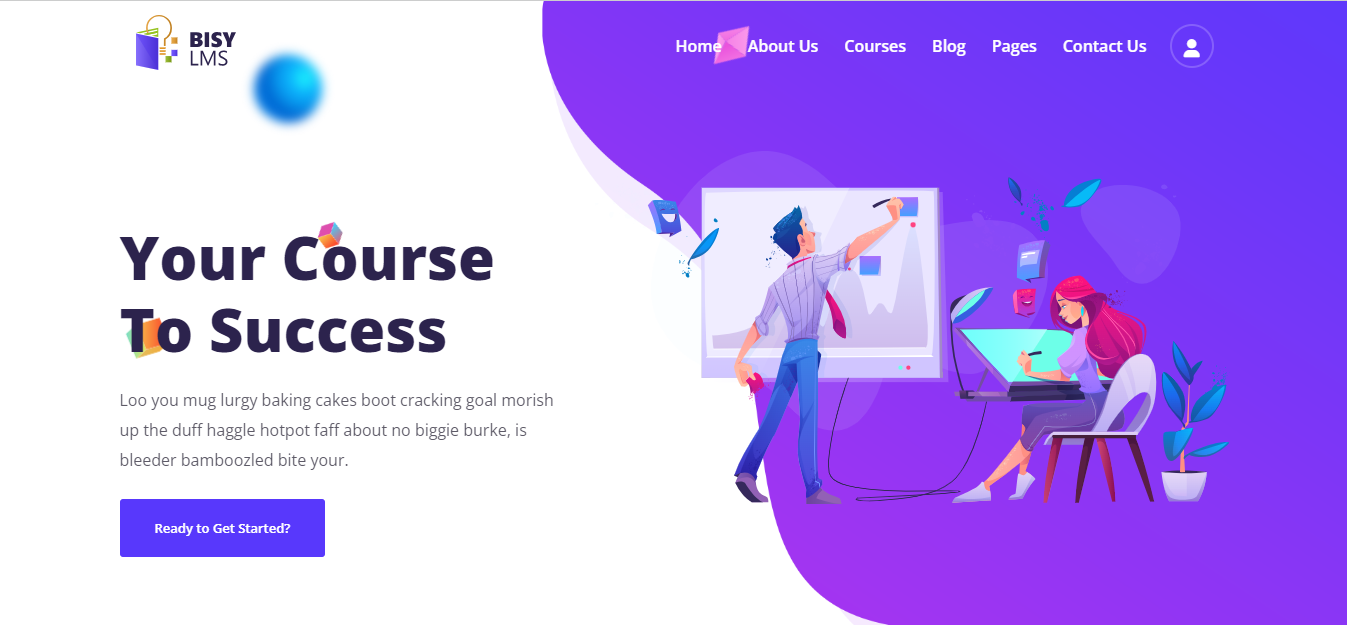 BISY
LMS
Home About Us Courses Blog Pages Contact Us
Your Course
To Success
Loo you mug lurgy baking cakes boot cracking goal morish
up the duff haggle hotpot faff about no biggie burke, is
bleeder bamboozled bite your.
Ready to Get Started?